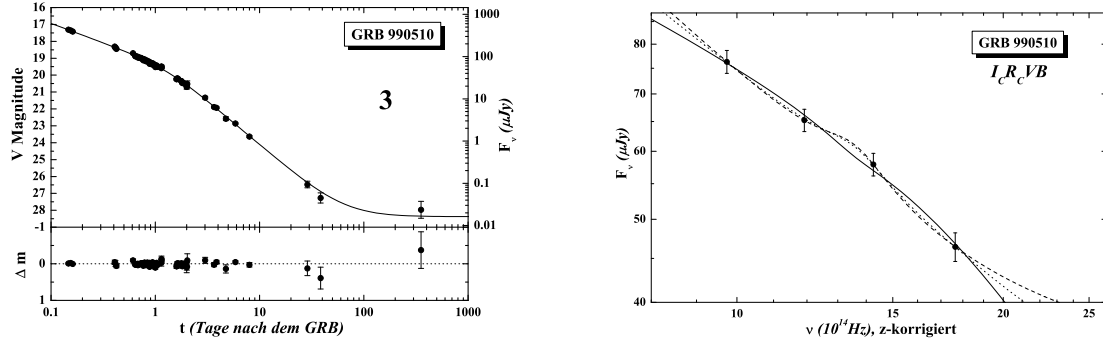 16
17
18
19
20
21
22
23
24
25
26
27
28
-1
0
1
V Magnitude
Δ m
GRB 990510
3
1000
100
10
1
0.1
0.01
F_ν (μJy)
0.1 1 10 100 1000
t (Tage nach dem GRB)
80
70
60
50
40
F_ν (μJy)
GRB 990510
I_C R_C VB
10 15 20 25
ν (10^14 Hz), z-korrigiert